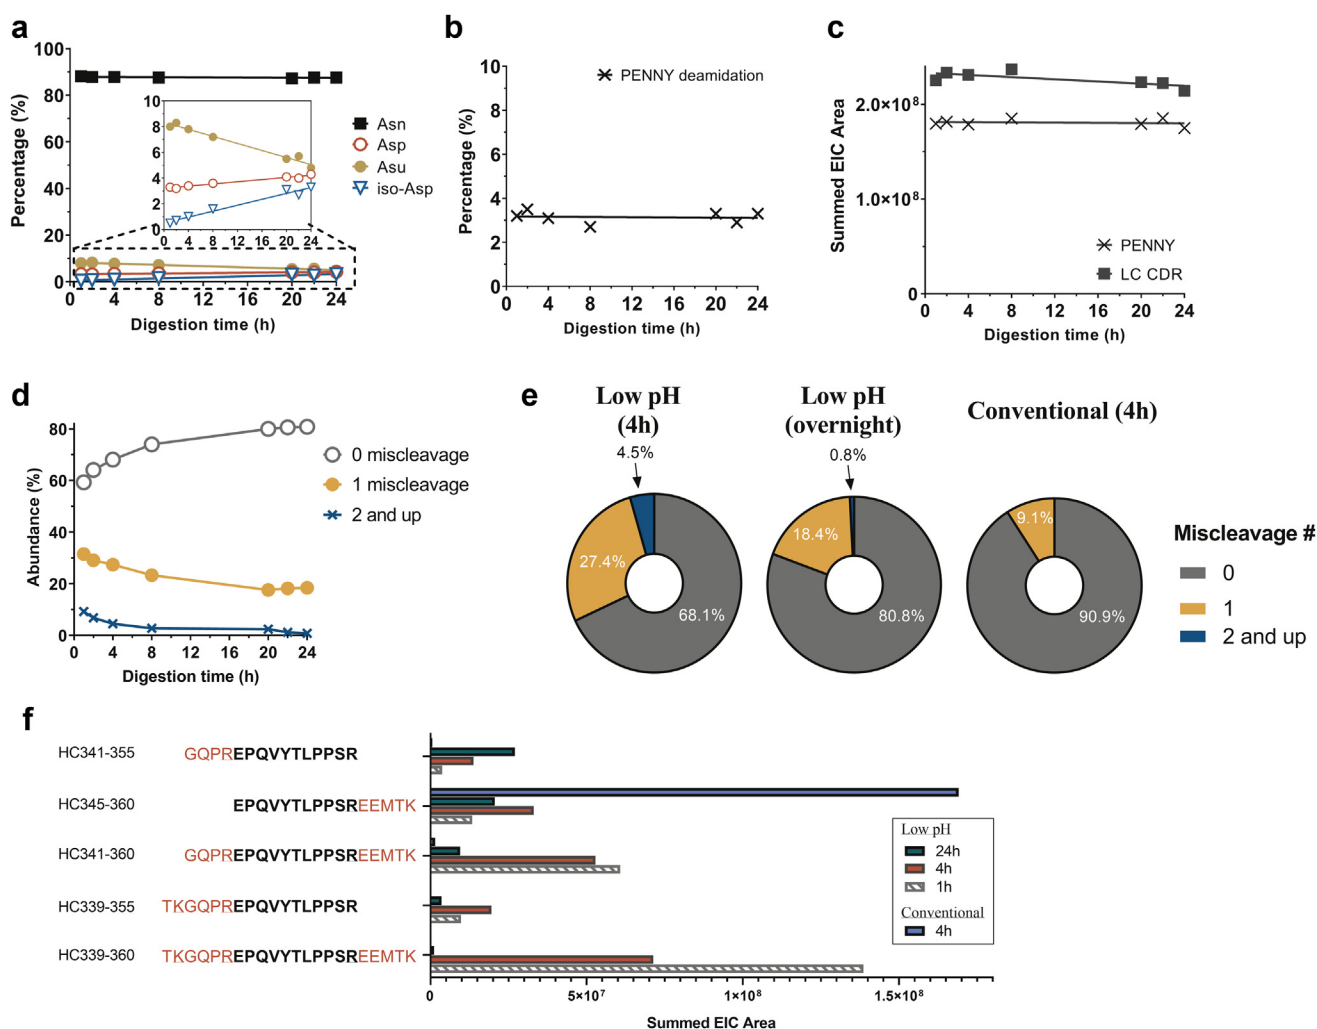 a
100
80
60
40
20
0
Percentage (%)
10
8
6
4
2
0
0 4 8 12 16 20 24
Asn
Asp
Asu
iso-Asp
0 4 8 12 16 20 24
Digestion time (h)
b
10
8
6
4
2
0
Percentage (%)
PENNY deamidation
0 4 8 12 16 20 24
Digestion time (h)
c
2.0×10⁸
1.0×10⁸
0
Summed EIC Area
PENNY
LC CDR
0 4 8 12 16 20 24
Digestion time (h)
d
80
60
40
20
0
Abundance (%)
0 miscleavage
1 miscleavage
2 and up
0 4 8 12 16 20 24
Digestion time (h)
e
Low pH
(4h)
4.5%
27.4%
68.1%
Low pH
(overnight)
0.8%
18.4%
80.8%
Conventional (4h)
9.1%
90.9%
Miscleavage #
0
1
2 and up
f
HC341-355 GQPREPQVYTLPPSR
HC345-360 EPQVYTLPPSREEMTK
HC341-360 GQPREPQVYTLPPSREEMTK
HC339-355 TKGQPREPQVYTLPPSR
HC339-360 TKGQPREPQVYTLPPSREEMTK
Low pH
24h
4h
1h
Conventional
4h
0 5×10⁷ 1×10⁸ 1.5×10⁸
Summed EIC Area